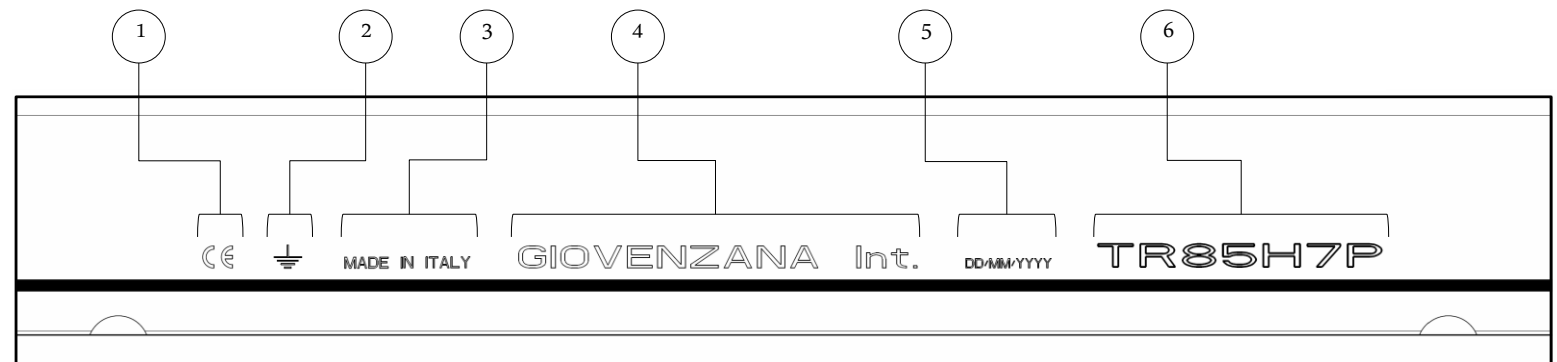 1 2 3 4 5 6
CE MADE IN ITALY GIOVENZANA Int. DD/MM/YYYY TR85H7P